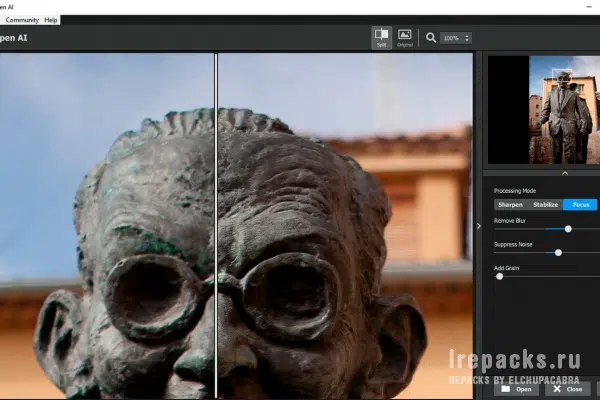 pen AI
Community Help
pen AI
Split
Original
100%
Processing Mode
Sharpen Stabilize Focus
Remove Blur
Suppress Noise
Add Grain
lrepacks.ru
REPACKS BY ELCHUPACABRA
Open Close